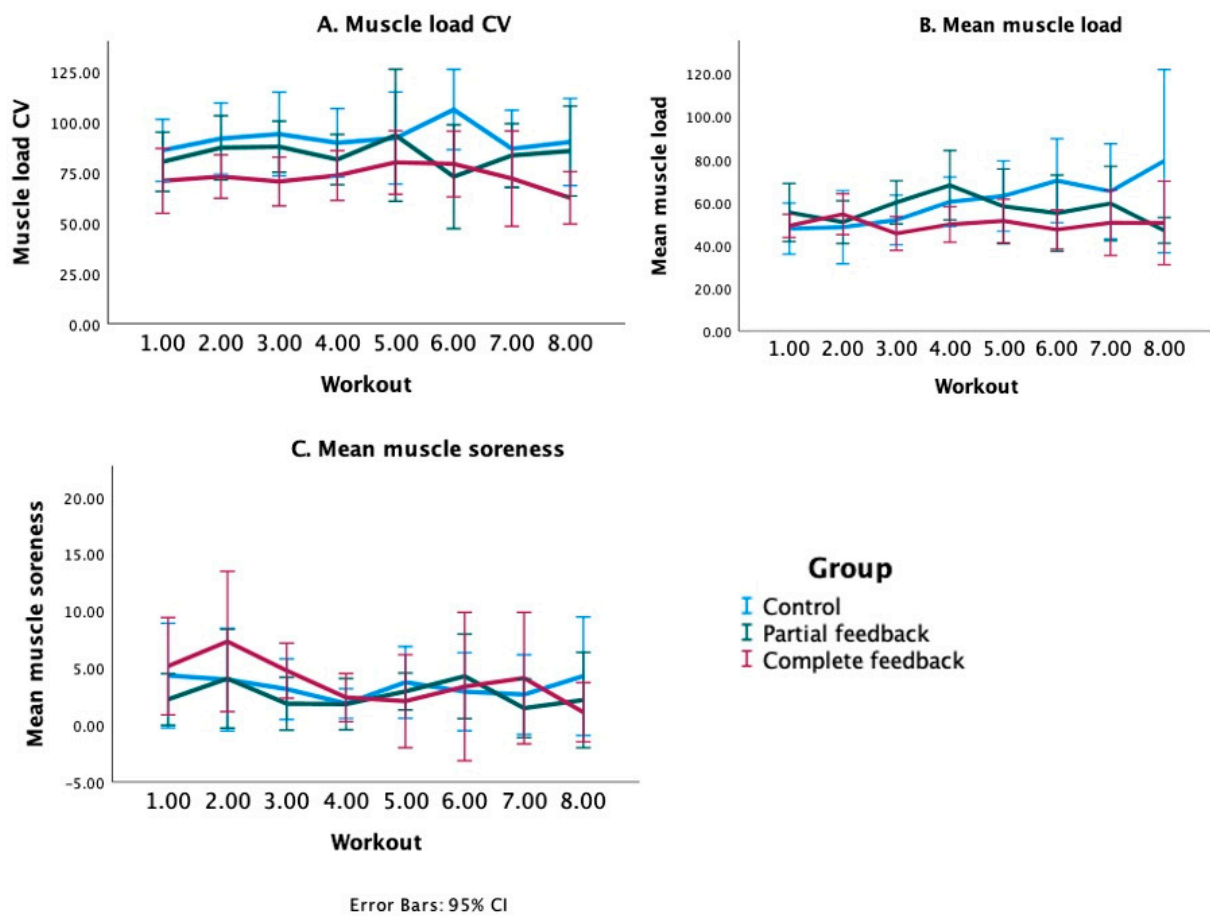 A. Muscle load CV
Muscle load CV
125.00
100.00
75.00
50.00
25.00
0.00
1.00 2.00 3.00 4.00 5.00 6.00 7.00 8.00
Workout
B. Mean muscle load
Mean muscle load
120.00
100.00
80.00
60.00
40.00
20.00
0.00
1.00 2.00 3.00 4.00 5.00 6.00 7.00 8.00
Workout
C. Mean muscle soreness
Mean muscle soreness
20.00
15.00
10.00
5.00
0.00
−5.00
1.00 2.00 3.00 4.00 5.00 6.00 7.00 8.00
Workout
Group
Control
Partial feedback
Complete feedback
Error Bars: 95% CI